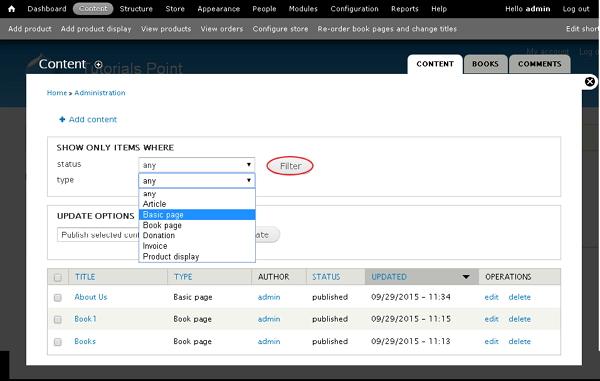 Dashboard Content Structure Store Appearance People Modules Configuration Reports Help Hello admin Log out
Add product Add product display View products View orders Configure store Re-order book pages and change titles Edit short
My account Log o
Content
Tutorials Point
CONTENT BOOKS COMMENTS
Home » Administration
+ Add content
SHOW ONLY ITEMS WHERE
status any Filter
type any
any
Article
Basic page
Book page
Donation
Invoice
Product display
UPDATE OPTIONS
Publish selected cont ate
TITLE TYPE AUTHOR STATUS UPDATED OPERATIONS
About Us Basic page admin published 09/29/2015 - 11:34 edit delete
Book1 Book page admin published 09/29/2015 - 11:15 edit delete
Books Book page admin published 09/29/2015 - 11:13 edit delete